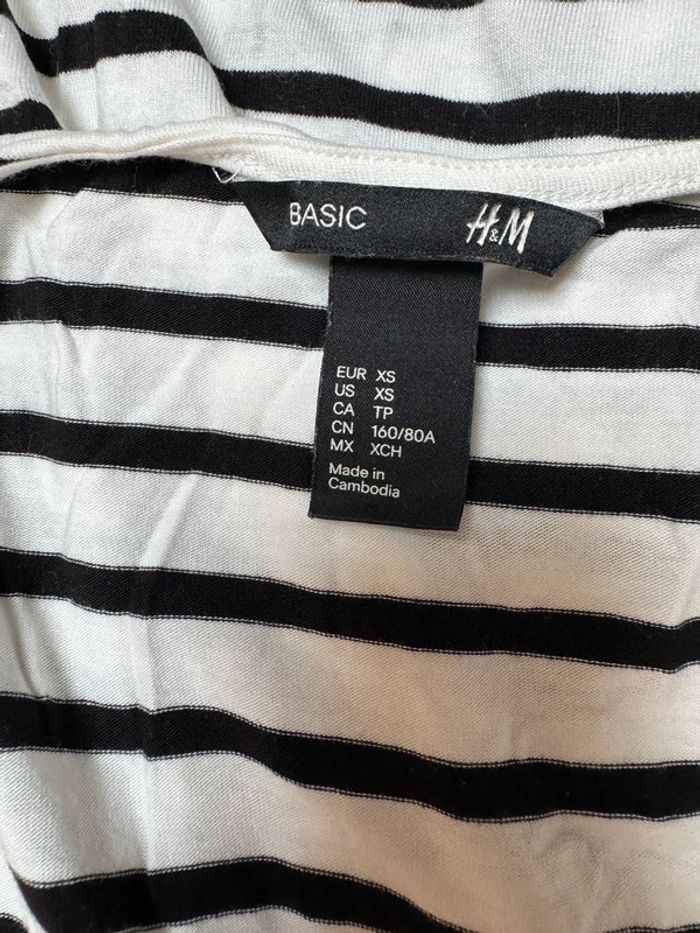 BASIC H&M
EUR XS
US XS
CA TP
CN 160/80A
MX XCH
Made in
Cambodia